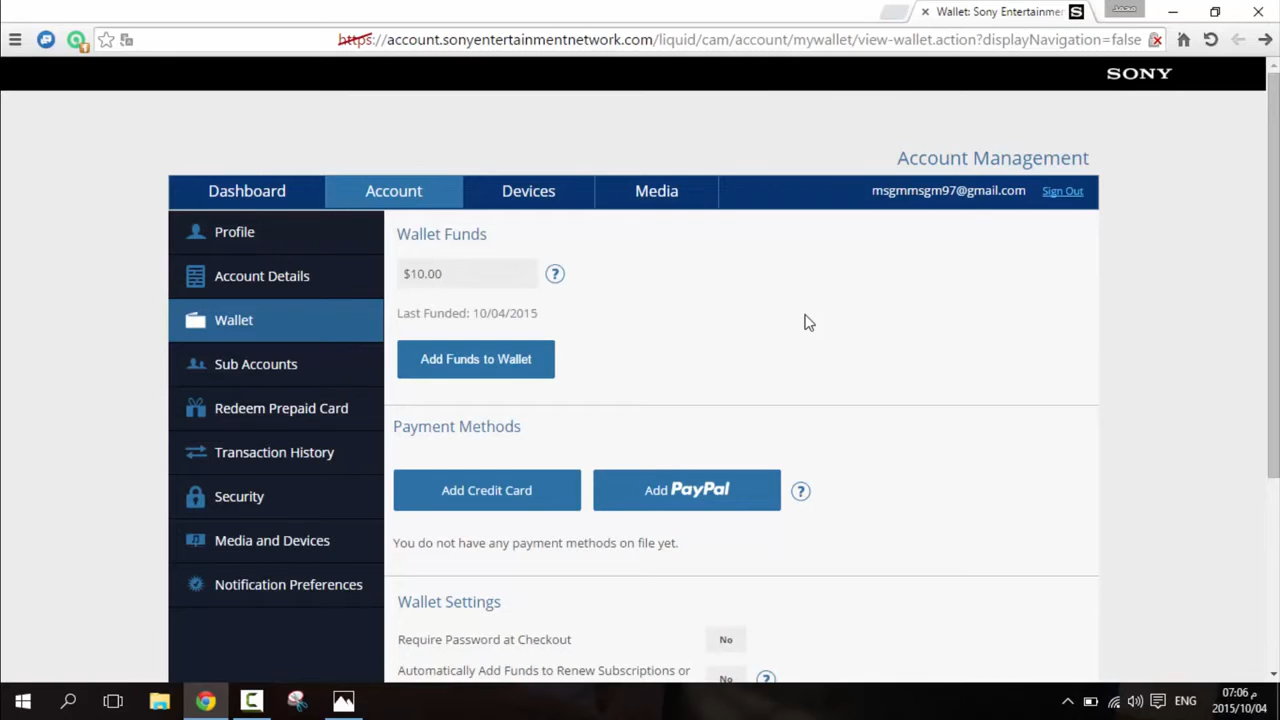 Wallet: Sony Entertainmen
محمد
https://account.sonyentertainmentnetwork.com/liquid/cam/account/mywallet/view-wallet.action?displayNavigation=false
SONY
Account Management
Dashboard
Account
Devices
Media
msgmmsgm97@gmail.com
Sign Out
Profile
Account Details
Wallet
Sub Accounts
Redeem Prepaid Card
Transaction History
Security
Media and Devices
Notification Preferences
Wallet Funds
$10.00
?
Last Funded: 10/04/2015
Add Funds to Wallet
Payment Methods
Add Credit Card
Add PayPal
?
You do not have any payment methods on file yet.
Wallet Settings
Require Password at Checkout
No
Automatically Add Funds to Renew Subscriptions or
No
?
ENG
07:06 م
2015/10/04